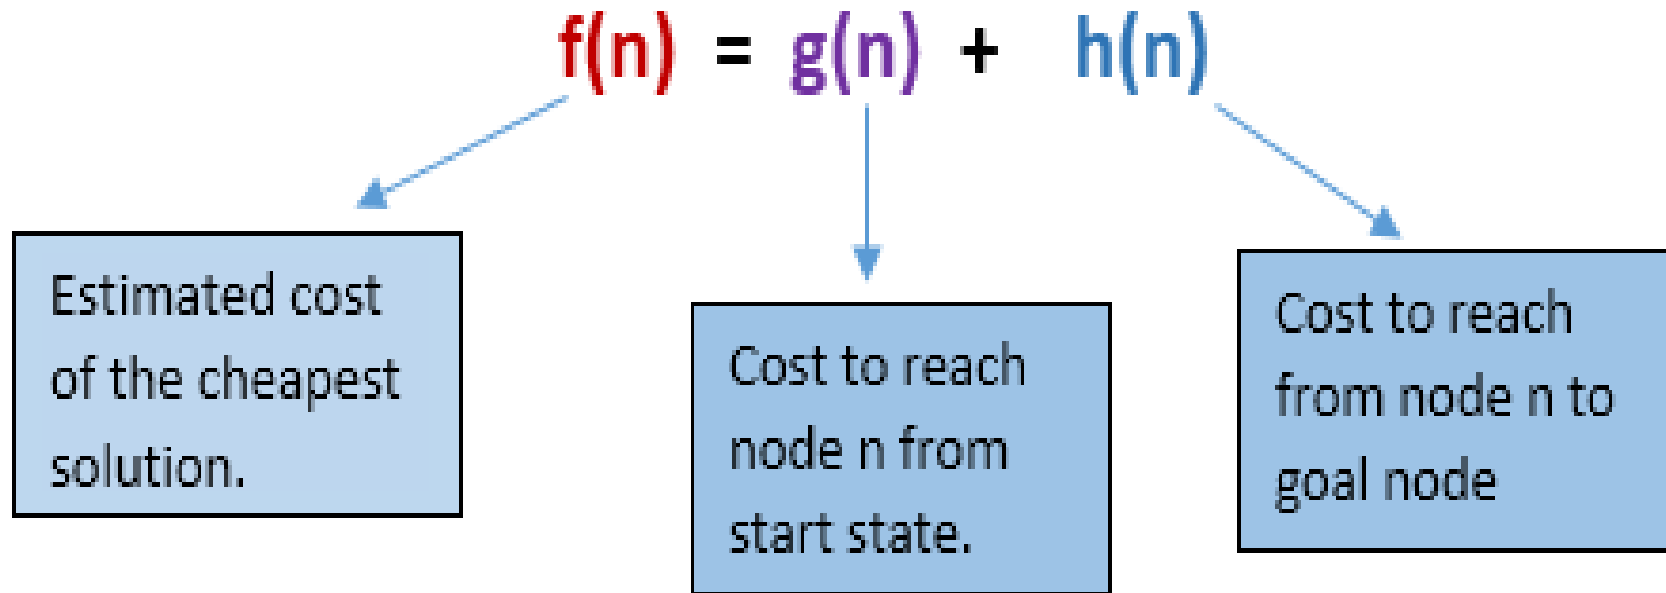 f(n) = g(n) + h(n)
Estimated cost
of the cheapest
solution.
Cost to reach
node n from
start state.
Cost to reach
from node n to
goal node